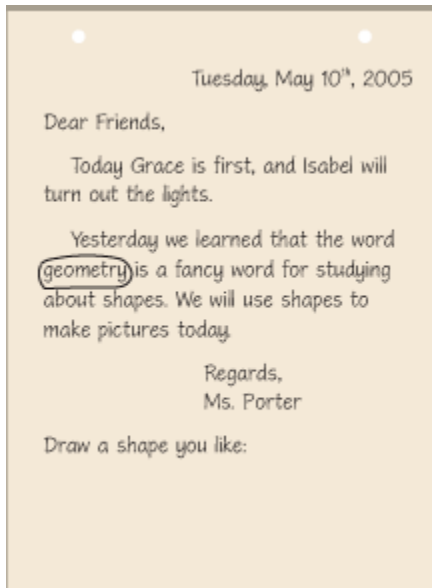 Tuesday, May 10th, 2005
Dear Friends,
Today Grace is first, and Isabel will
turn out the lights.
Yesterday we learned that the word
geometry is a fancy word for studying
about shapes. We will use shapes to
make pictures today.
Regards,
Ms. Porter
Draw a shape you like: